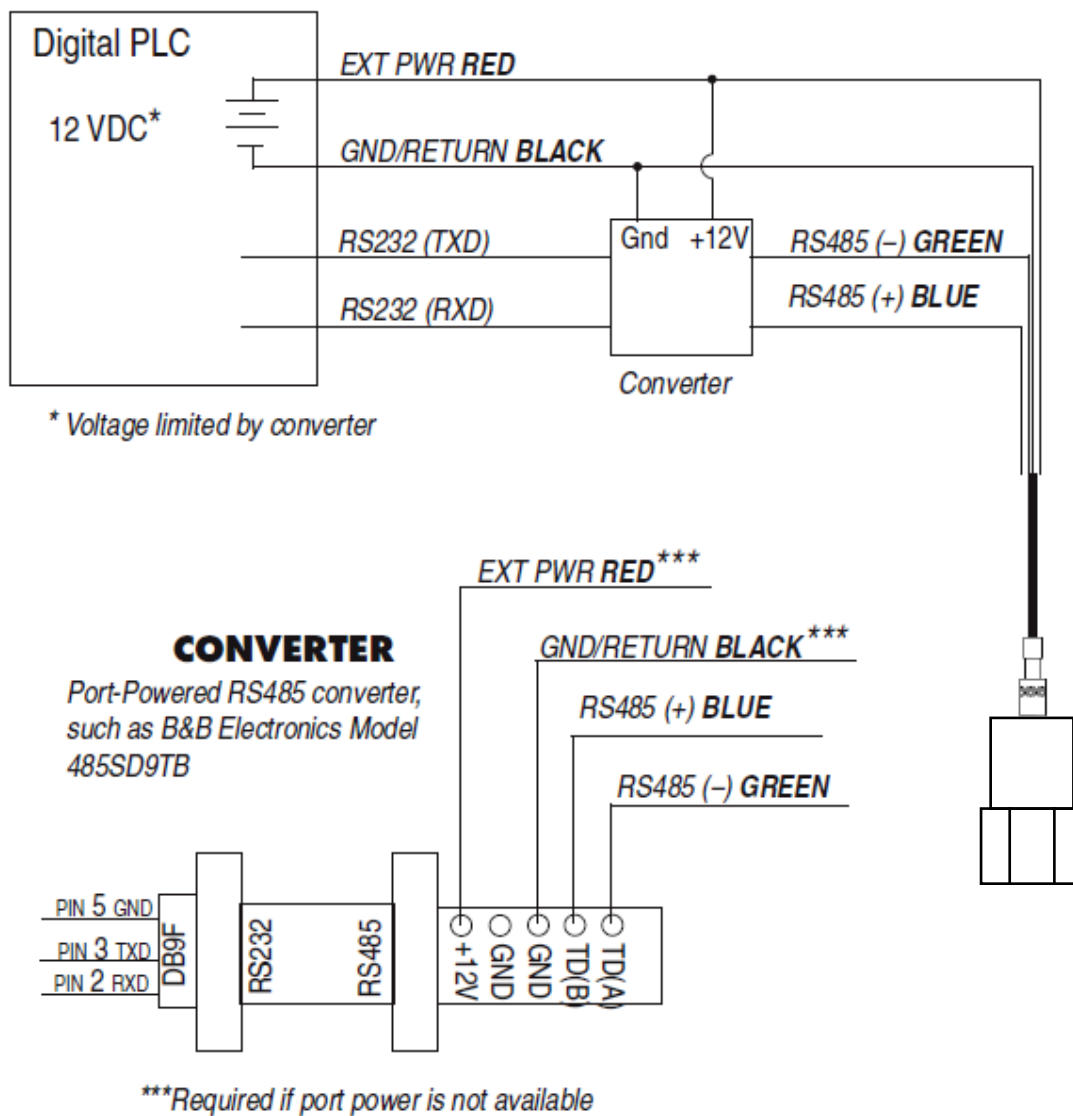 Digital PLC
12 VDC*
EXT PWR RED
GND/RETURN BLACK
RS232 (TXD)
RS232 (RXD)
Gnd +12V
RS485 (–) GREEN
RS485 (+) BLUE
Converter
* Voltage limited by converter
EXT PWR RED***
GND/RETURN BLACK***
RS485 (+) BLUE
RS485 (–) GREEN
CONVERTER
Port-Powered RS485 converter,
such as B&B Electronics Model
485SD9TB
PIN 5 GND
PIN 3 TXD
PIN 2 RXD
DB9F
RS232
RS485
+12V
GND
GND
TD(B)
TD(A)
***Required if port power is not available